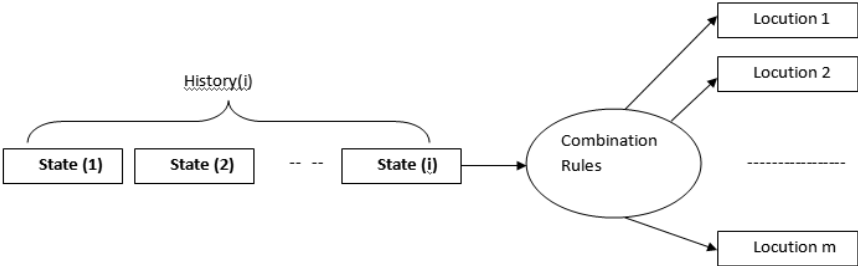 Locution 1
History(i)
Locution 2
State (1)
State (2)
-- --
State (i)
Combination
Rules
-----------------
Locution m